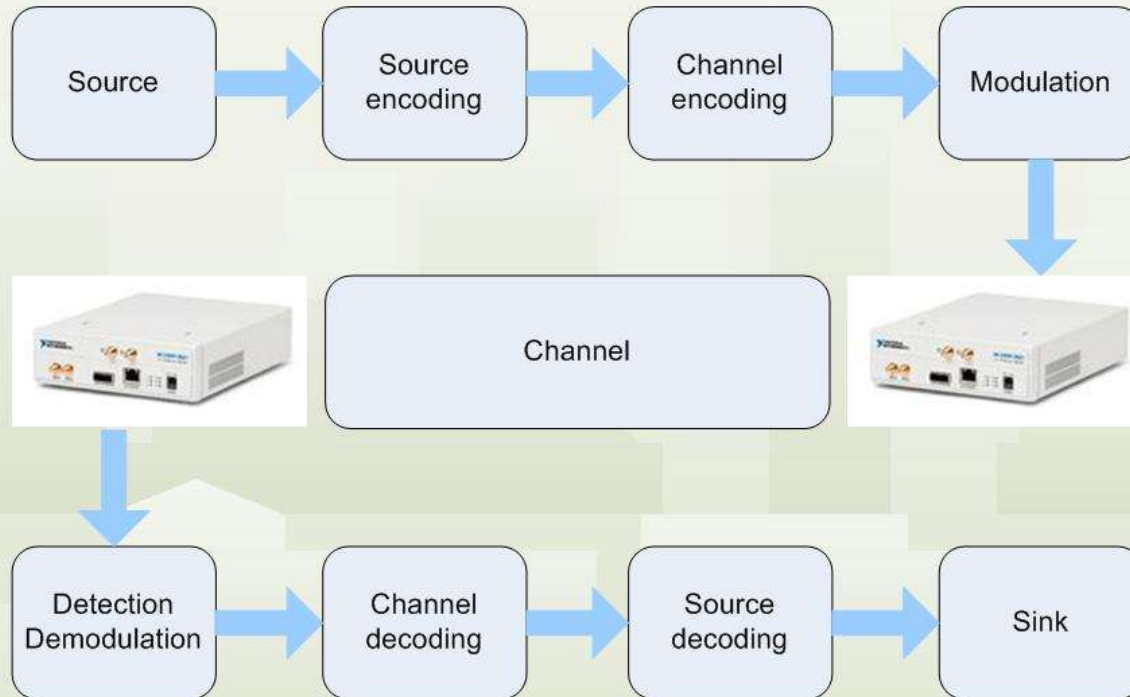 Source
Source
encoding
Channel
encoding
Modulation
Channel
Detection
Demodulation
Channel
decoding
Source
decoding
Sink